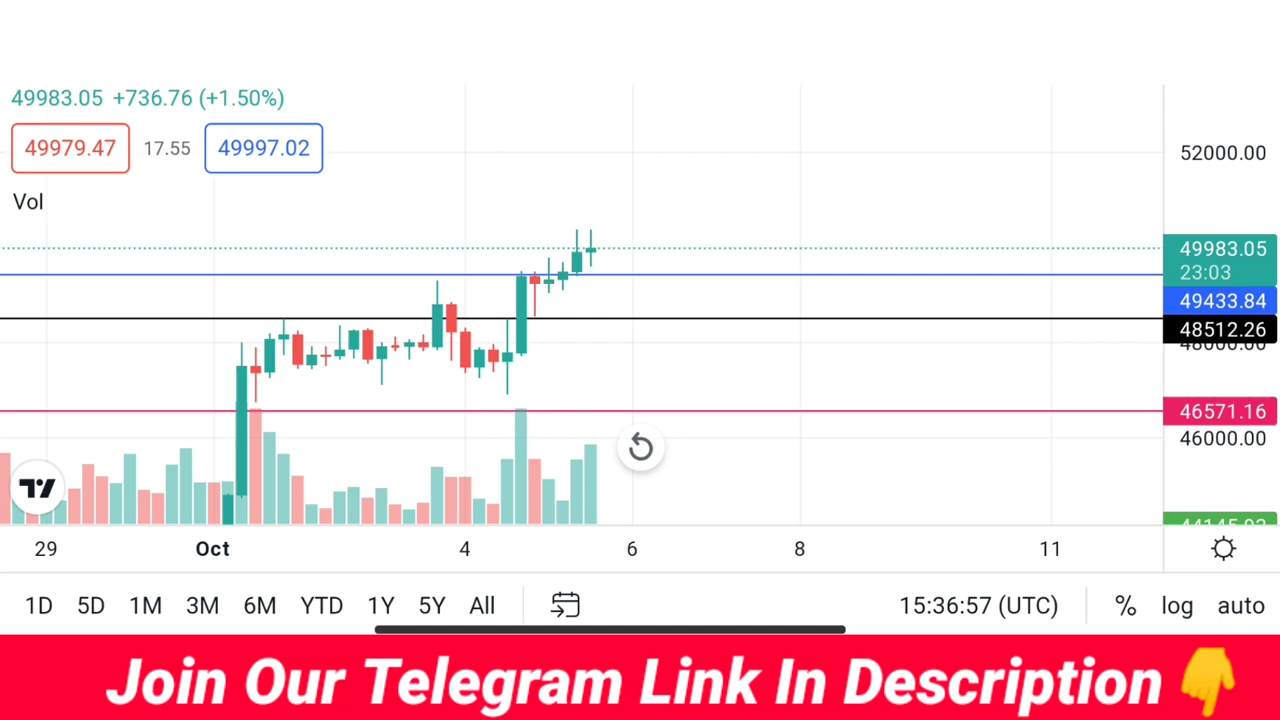 49983.05 +736.76 (+1.50%)
49979.47 17.55 49997.02
Vol
52000.00
49983.05
23:03
49433.84
48512.26
48000.00
46571.16
46000.00
29 Oct 4 6 8 11
1D 5D 1M 3M 6M YTD 1Y 5Y All 15:36:57 (UTC) % log auto
Join Our Telegram Link In Description